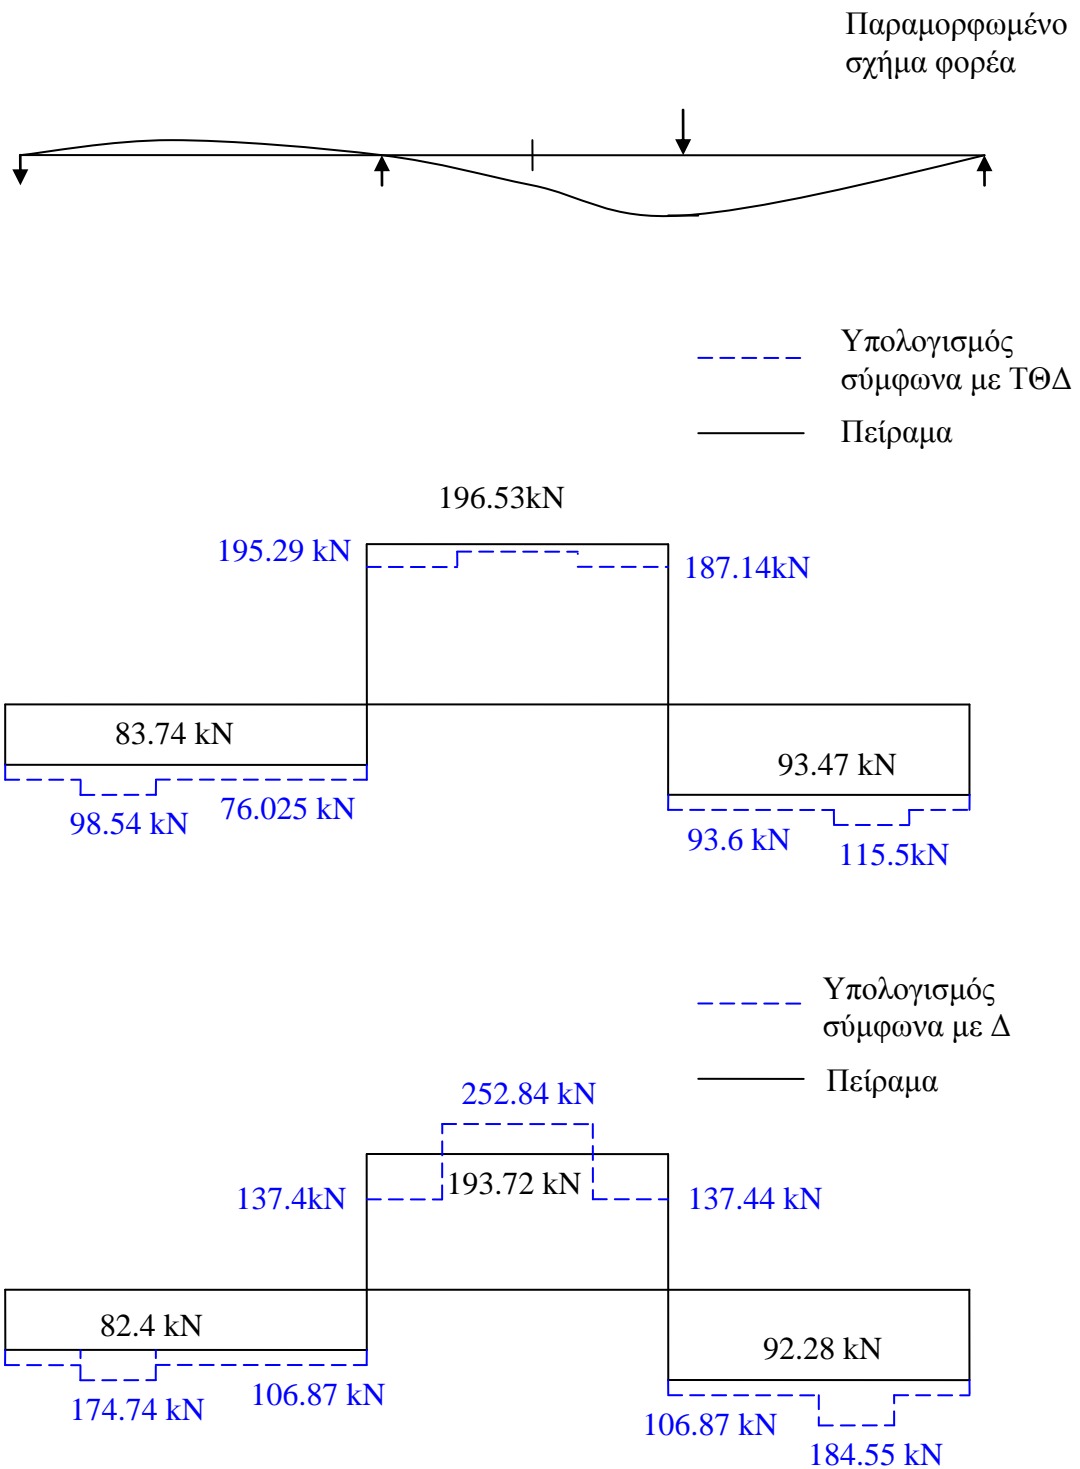 Παραμορφωμένο
σχήμα φορέα
Υπολογισμός
σύμφωνα με ΤΘΔ
Πείραμα
196.53kN
195.29 kN
187.14kN
83.74 kN
93.47 kN
98.54 kN
76.025 kN
93.6 kN
115.5kN
Υπολογισμός
σύμφωνα με Δ
Πείραμα
252.84 kN
137.4kN
193.72 kN
137.44 kN
82.4 kN
92.28 kN
174.74 kN
106.87 kN
106.87 kN
184.55 kN